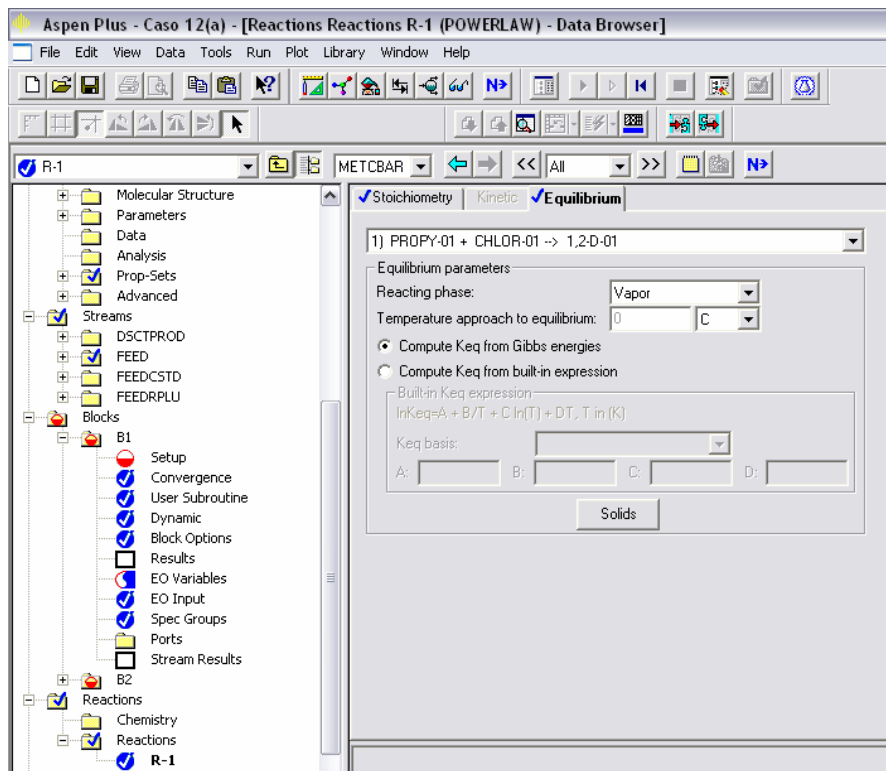 Aspen Plus - Caso 12(a) - [Reactions Reactions R-1 (POWERLAW) - Data Browser]
File Edit View Data Tools Run Plot Library Window Help
N→
R-1 METCBAR << All >> N→
Molecular Structure
Parameters
Data
Analysis
Prop-Sets
Advanced
Streams
DSCTPROD
FEED
FEEDCSTD
FEEDRPLU
Blocks
B1
Setup
Convergence
User Subroutine
Dynamic
Block Options
Results
EO Variables
EO Input
Spec Groups
Ports
Stream Results
B2
Reactions
Chemistry
Reactions
R-1
Stoichiometry Kinetic Equilibrium
1) PROPY-01 + CHLOR-01 --> 1,2-D-01
Equilibrium parameters
Reacting phase: Vapor
Temperature approach to equilibrium: 0 C
Compute Keq from Gibbs energies
Compute Keq from built-in expression
Built-in Keq expression
lnKeq=A + B/T + C ln(T) + DT, T in (K)
Keq basis:
A: B: C: D:
Solids